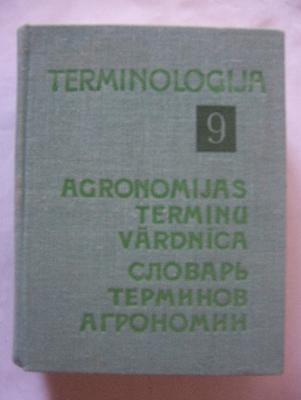 TERMINOLOGIJA
9
AGRONOMIJAS
TERMINU
VĀRDNĪCA
СЛОВАРЬ
ТЕРМИНОВ
АГРОНОМИИ